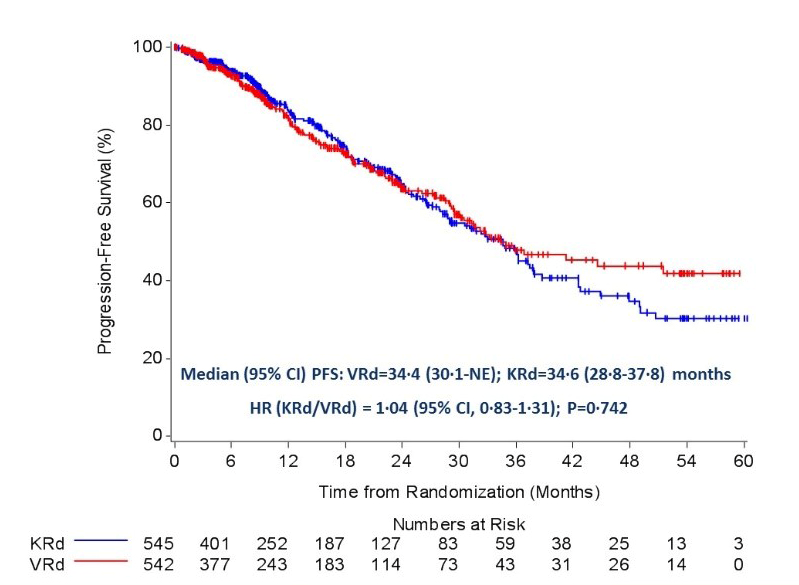 100
80
60
40
20
0
Progression-Free Survival (%)
Median (95% CI) PFS: VRd=34·4 (30·1-NE); KRd=34·6 (28·8-37·8) months
HR (KRd/VRd) = 1·04 (95% CI, 0·83-1·31); P=0·742
0 6 12 18 24 30 36 42 48 54 60
Time from Randomization (Months)
Numbers at Risk
KRd 545 401 252 187 127 83 59 38 25 13 3
VRd 542 377 243 183 114 73 43 31 26 14 0